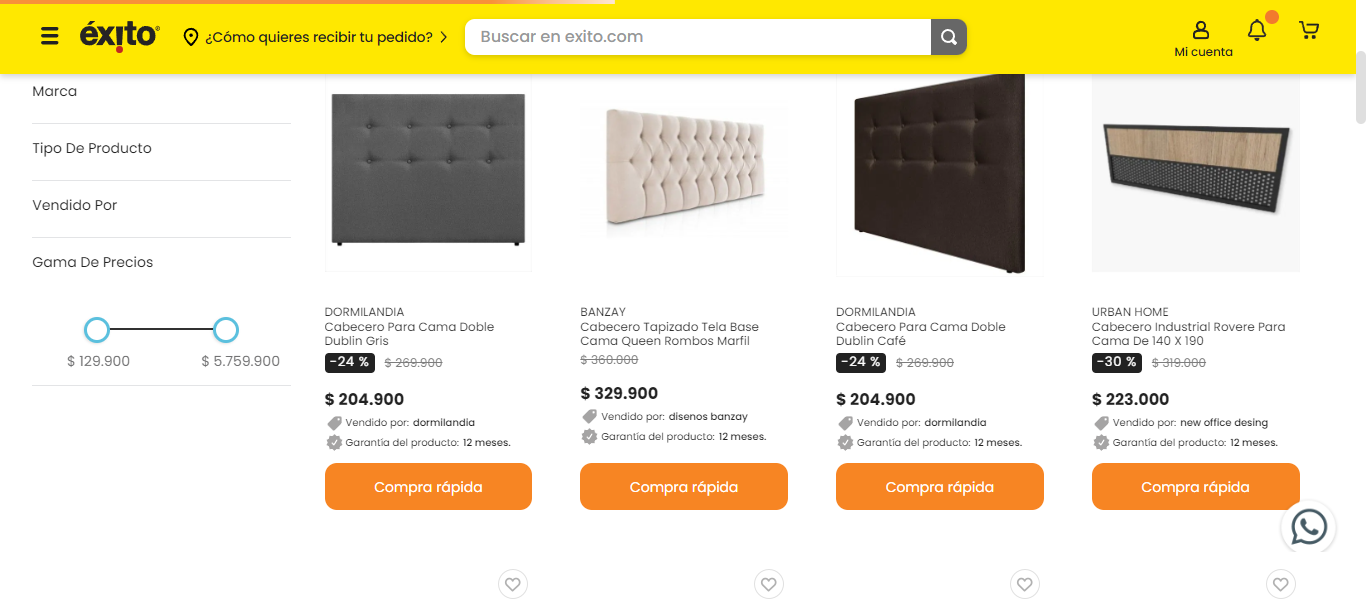 éxito
¿Cómo quieres recibir tu pedido?
Buscar en exito.com
Mi cuenta
Marca
Tipo De Producto
Vendido Por
Gama De Precios
$ 129.900
$ 5.759.900
DORMILANDIA
Cabecero Para Cama Doble
Dublin Gris
-24 % $ 269.900
$ 204.900
Vendido por: dormilandia
Garantía del producto: 12 meses.
Compra rápida
BANZAY
Cabecero Tapizado Tela Base
Cama Queen Rombos Marfil
$ 360.000
$ 329.900
Vendido por: disenos banzay
Garantía del producto: 12 meses.
Compra rápida
DORMILANDIA
Cabecero Para Cama Doble
Dublin Café
-24 % $ 269.900
$ 204.900
Vendido por: dormilandia
Garantía del producto: 12 meses.
Compra rápida
URBAN HOME
Cabecero Industrial Rovere Para
Cama De 140 X 190
-30 % $ 319.000
$ 223.000
Vendido por: new office desing
Garantía del producto: 12 meses.
Compra rápida